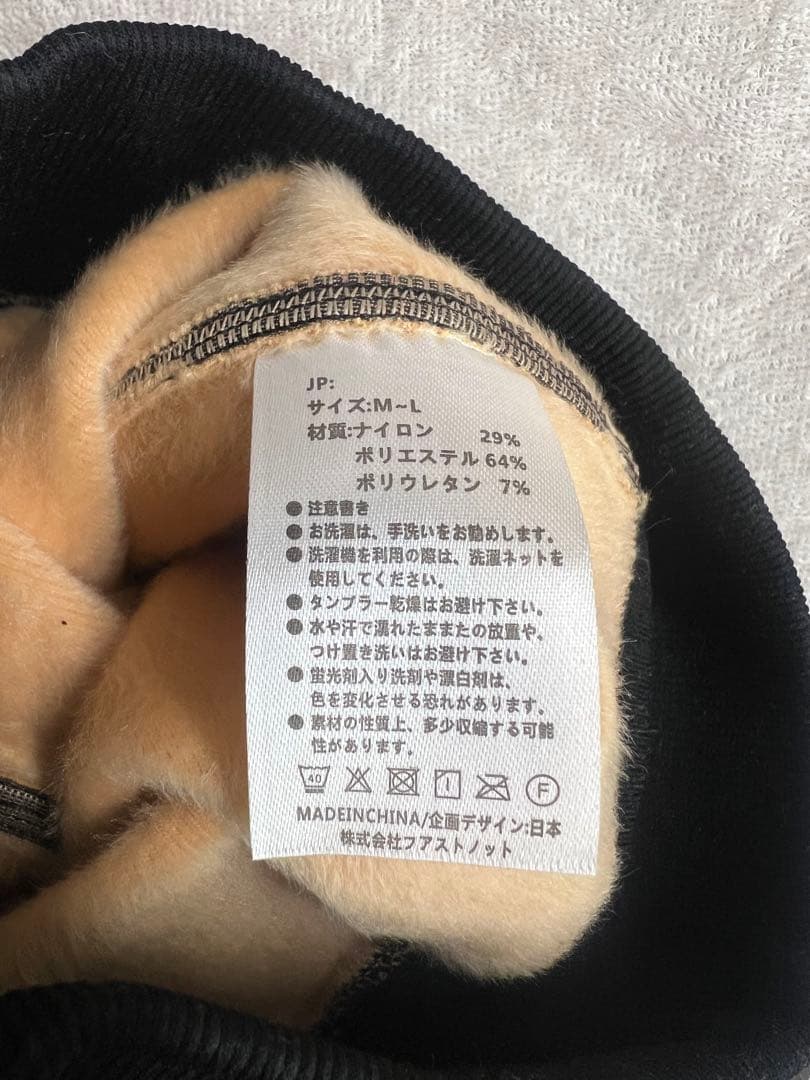 JP:
サイズ:M~L
材質:ナイロン 29%
ポリエステル 64%
ポリウレタン 7%
● 注意書き
● お洗濯は、手洗いをお勧めします。
● 洗濯機を利用の際は、洗濯ネットを
使用してください。
● タンブラー乾燥はお避け下さい。
● 水や汗で濡れたままたの放置や、
つけ置き洗いはお避け下さい。
● 蛍光剤入り洗剤や漂白剤は、
色を変化させる恐れがあります。
●素材の性質上、多少収縮する可能
性があります。
40 F
MADEINCHINA/企画デザイン:日本
株式会社フアストノット